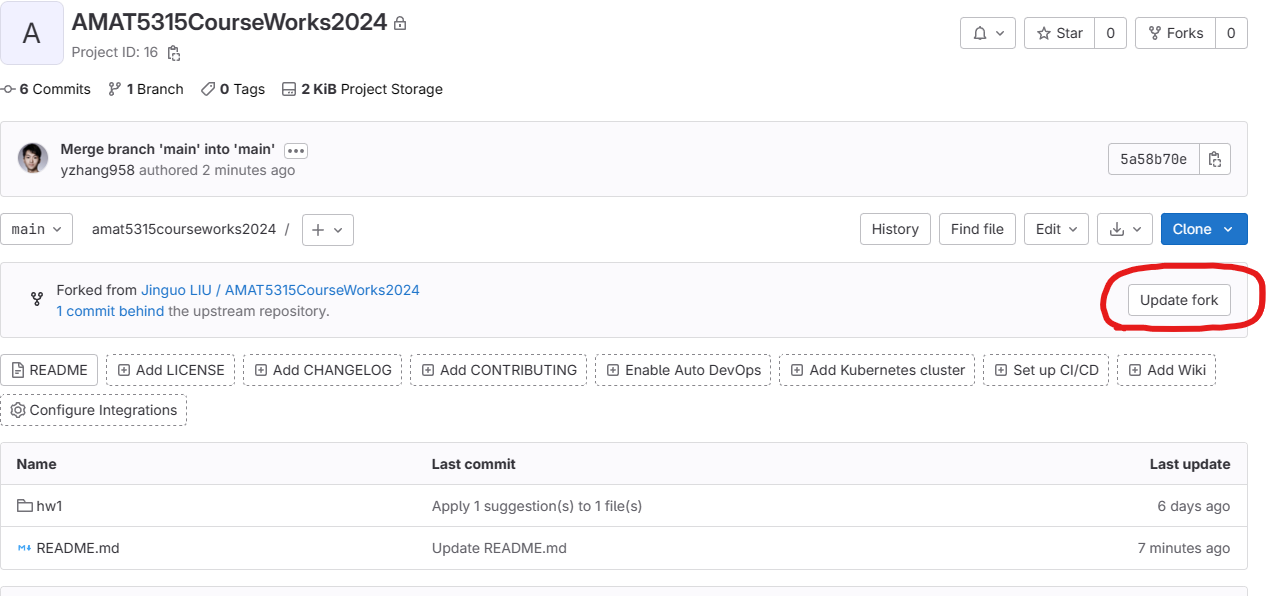 A
AMAT5315CourseWorks2024
Project ID: 16
Star 0
Forks 0
6 Commits 1 Branch 0 Tags 2 KiB Project Storage
Merge branch 'main' into 'main'
yzhang958 authored 2 minutes ago
5a58b70e
main amat5315courseworks2024 / +
History Find file Edit Clone
Forked from Jinguo LIU / AMAT5315CourseWorks2024
1 commit behind the upstream repository.
Update fork
README Add LICENSE Add CHANGELOG Add CONTRIBUTING Enable Auto DevOps Add Kubernetes cluster Set up CI/CD Add Wiki
Configure Integrations
Name Last commit Last update
hw1 Apply 1 suggestion(s) to 1 file(s) 6 days ago
README.md Update README.md 7 minutes ago